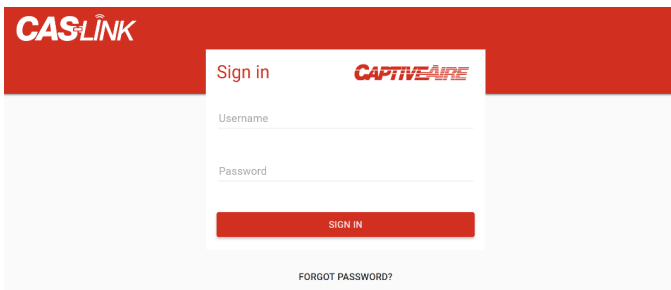 CASLINK
Sign in
CAPTIVEAIRE
Username
Password
SIGN IN
FORGOT PASSWORD?